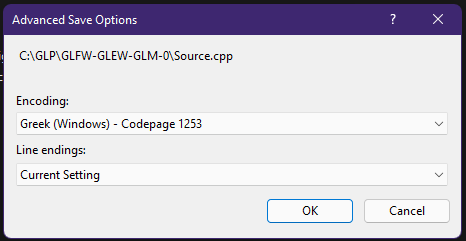 Advanced Save Options
?
C:\GLP\GLFW-GLEW-GLM-0\Source.cpp
Encoding:
Greek (Windows) - Codepage 1253
Line endings:
Current Setting
OK Cancel